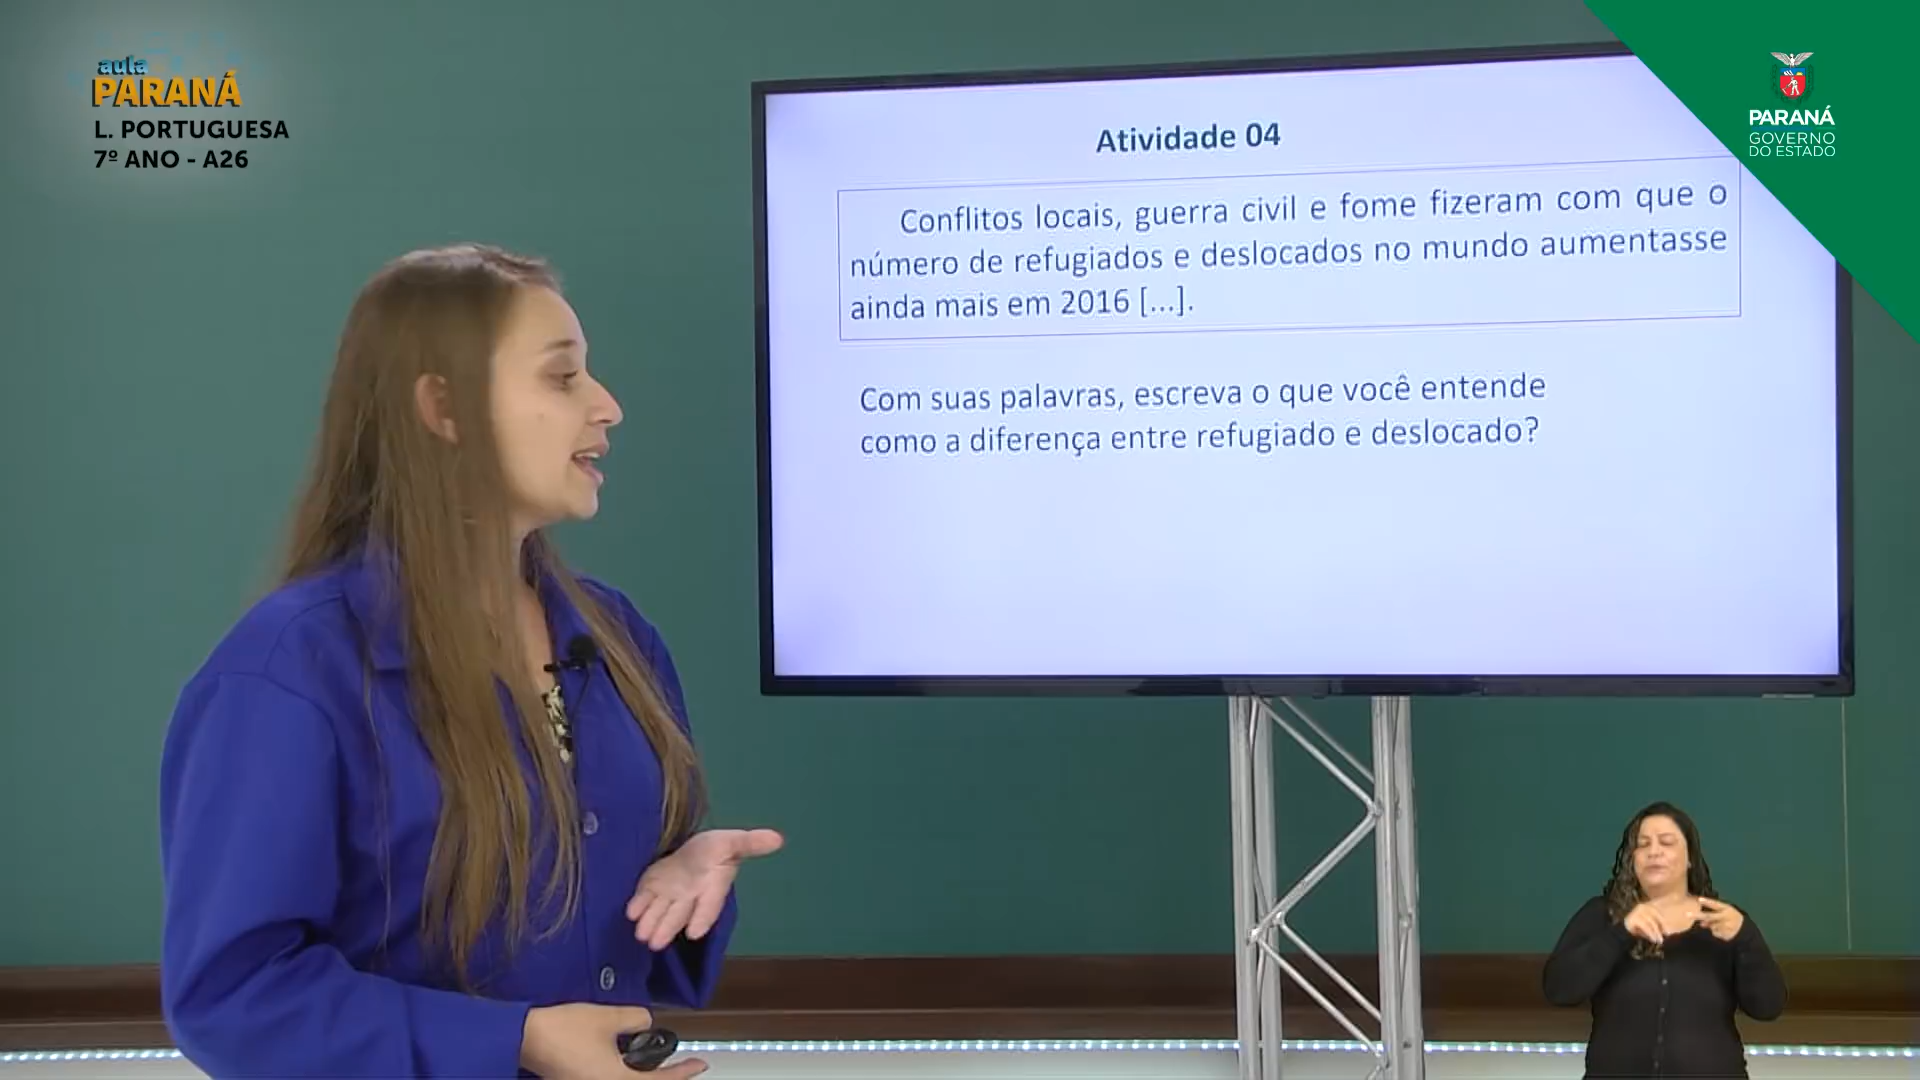 aula
PARANÁ
L. PORTUGUESA
7º ANO - A26
PARANÁ
GOVERNO
DO ESTADO
Atividade 04
Conflitos locais, guerra civil e fome fizeram com que o
número de refugiados e deslocados no mundo aumentasse
ainda mais em 2016 [...].
Com suas palavras, escreva o que você entende
como a diferença entre refugiado e deslocado?